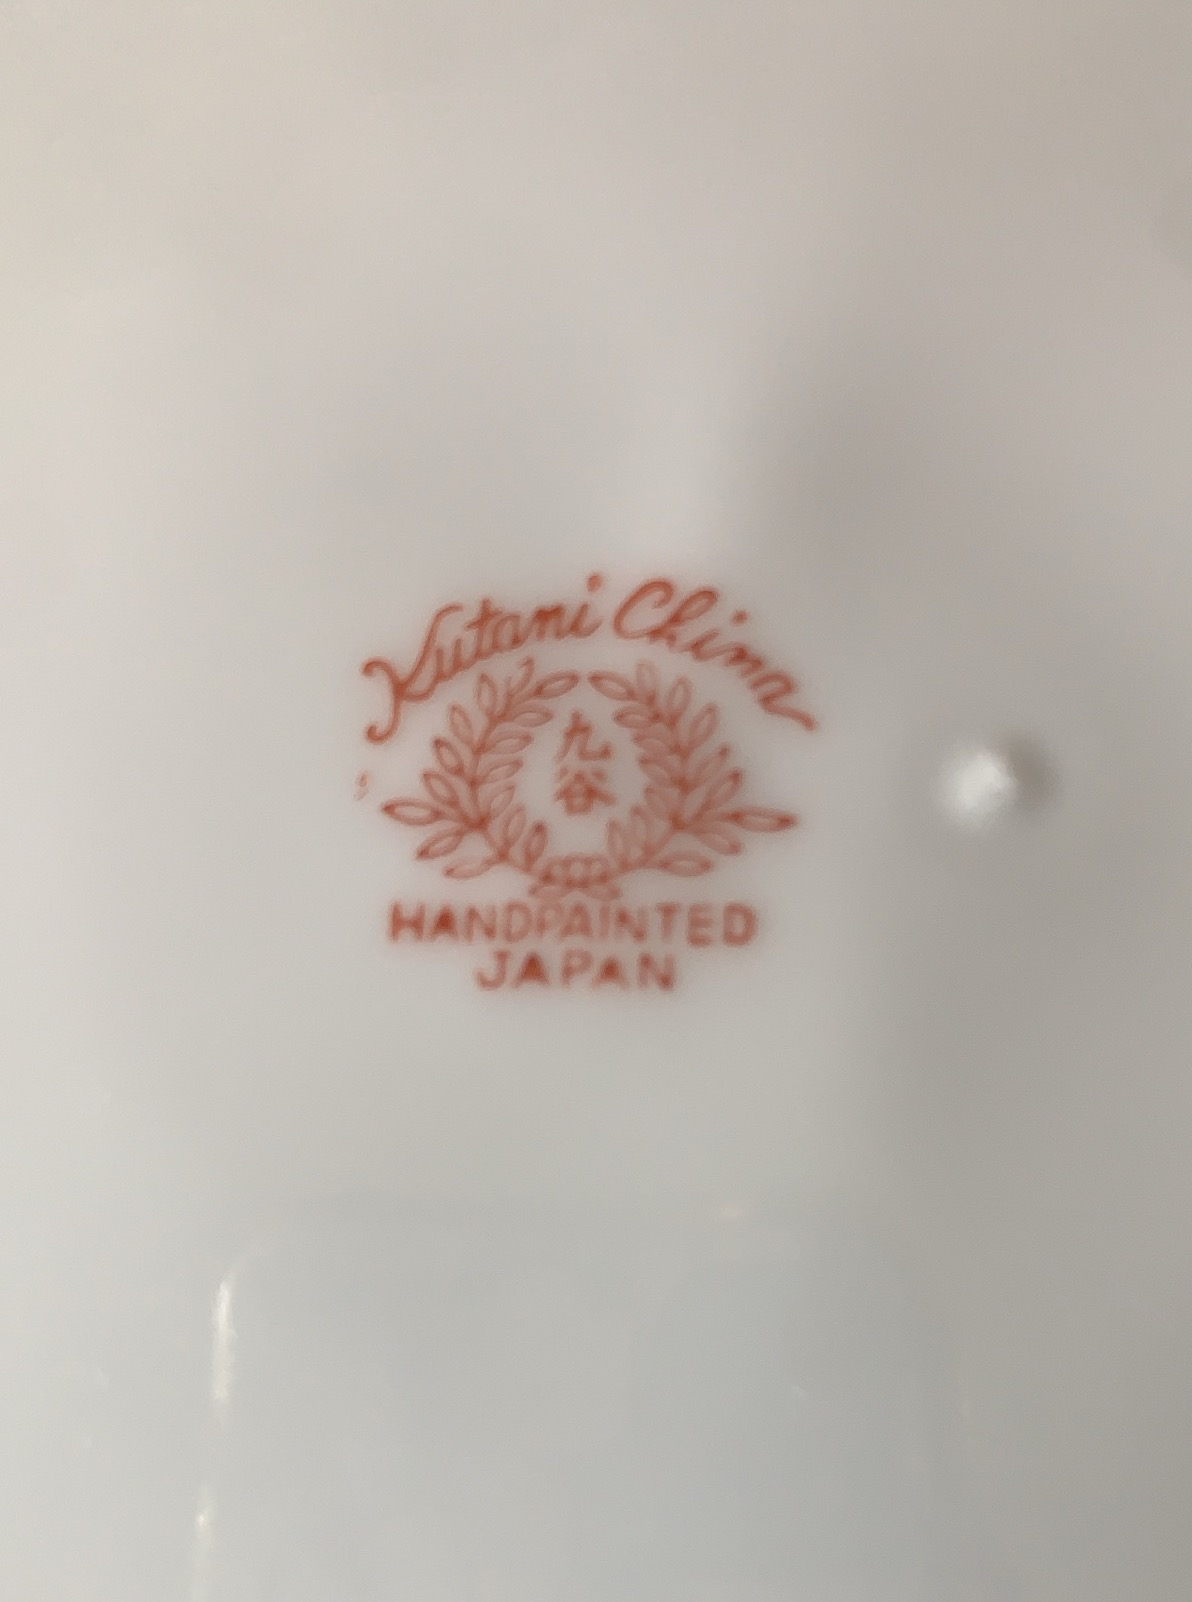 Kutani China
九
谷
HANDPAINTED
JAPAN